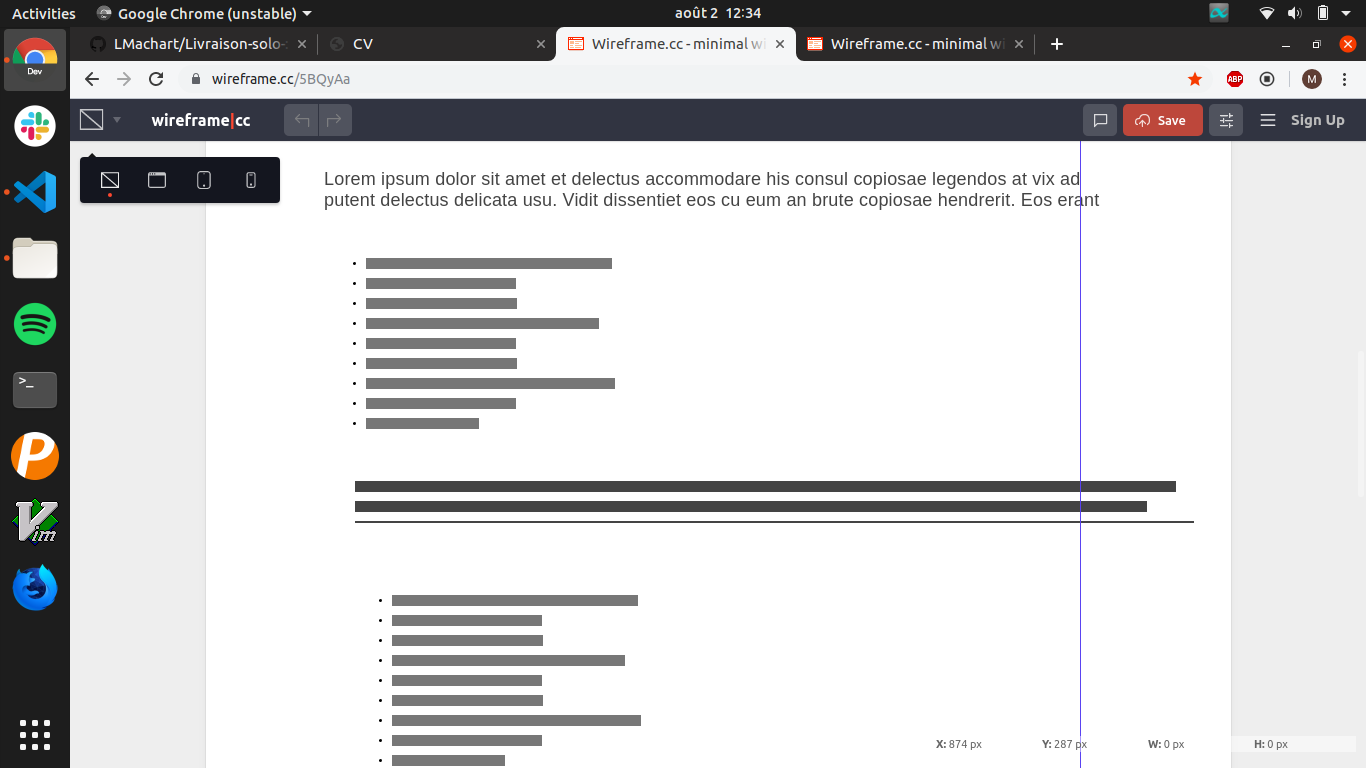 Activities
Google Chrome (unstable)
août 2 12:34
Dev
LMachart/Livraison-solo-
CV
Wireframe.cc - minimal wi
Wireframe.cc - minimal wi
wireframe.cc/5BQyAa
ABP
M
wireframe|cc
Save
Sign Up
Lorem ipsum dolor sit amet et delectus accommodare his consul copiosae legendos at vix ad
putent delectus delicata usu. Vidit dissentiet eos cu eum an brute copiosae hendrerit. Eos erant
>_
P
Vim
X: 874 px
Y: 287 px
W: 0 px
H: 0 px